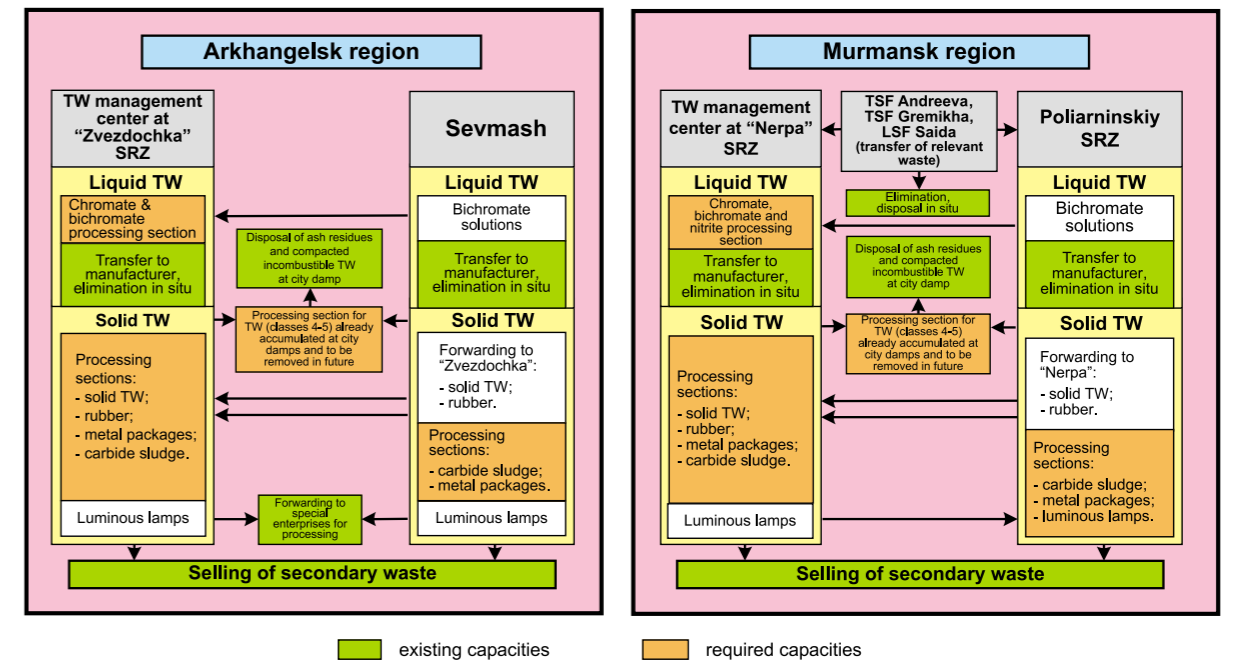 Arkhangelsk region
TW management
center at
“Zvezdochka”
SRZ
Sevmash
Liquid TW
Chromate &
bichromate
processing section
Transfer to
manufacturer,
elimination in situ
Liquid TW
Bichromate
solutions
Transfer to
manufacturer,
elimination in situ
Disposal of ash residues
and compacted
incombustible TW
at city damp
Processing section for
TW (classes 4-5) already
accumulated at city
damps and to be
removed in future
Solid TW
Processing
sections:
- solid TW;
- rubber;
- metal packages;
- carbide sludge.
Luminous lamps
Solid TW
Forwarding to
“Zvezdochka”:
- solid TW;
- rubber.
Processing
sections:
- carbide sludge;
- metal packages.
Luminous lamps
Forwarding to
special
enterprises for
processing
Selling of secondary waste
Murmansk region
TW management
center at “Nerpa”
SRZ
TSF Andreeva,
TSF Gremikha,
LSF Saida
(transfer of relevant
waste)
Poliarninskiy
SRZ
Elimination,
disposal in situ
Liquid TW
Chromate,
bichromate and
nitrite processing
section
Transfer to
manufacturer,
elimination in situ
Liquid TW
Bichromate
solutions
Transfer to
manufacturer,
elimination in situ
Disposal of ash residues
and compacted
incombustible TW
at city damp
Processing section for
TW (classes 4-5)
already accumulated at
city damps and to be
removed in future
Solid TW
Processing
sections:
- solid TW;
- rubber;
- metal packages;
- carbide sludge.
Luminous lamps
Solid TW
Forwarding to
“Nerpa”:
- solid TW;
- rubber.
Processing
sections:
- carbide sludge;
- metal packages;
- luminous lamps.
Selling of secondary waste
existing capacities
required capacities